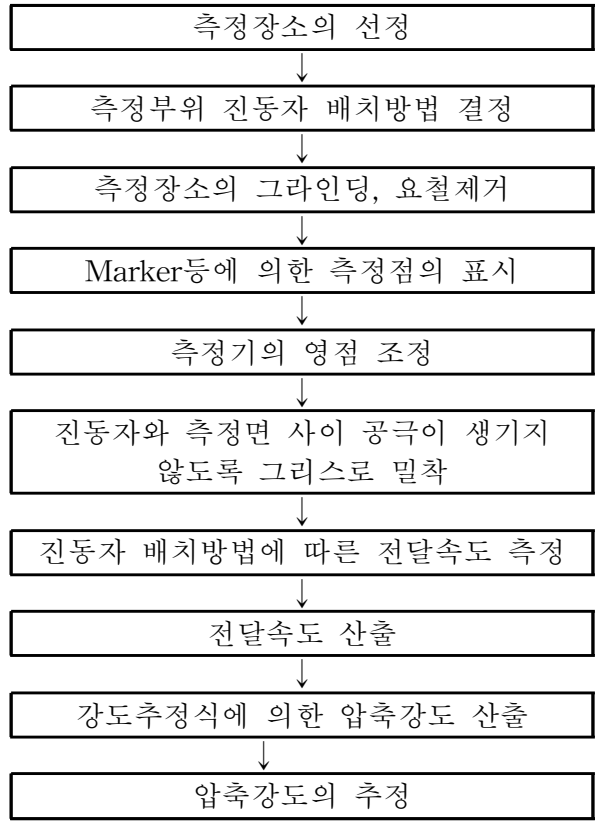 측정장소의 선정
측정부위 진동자 배치방법 결정
측정장소의 그라인딩, 요철제거
Marker등에 의한 측정점의 표시
측정기의 영점 조정
진동자와 측정면 사이 공극이 생기지
않도록 그리스로 밀착
진동자 배치방법에 따른 전달속도 측정
전달속도 산출
강도추정식에 의한 압축강도 산출
압축강도의 추정